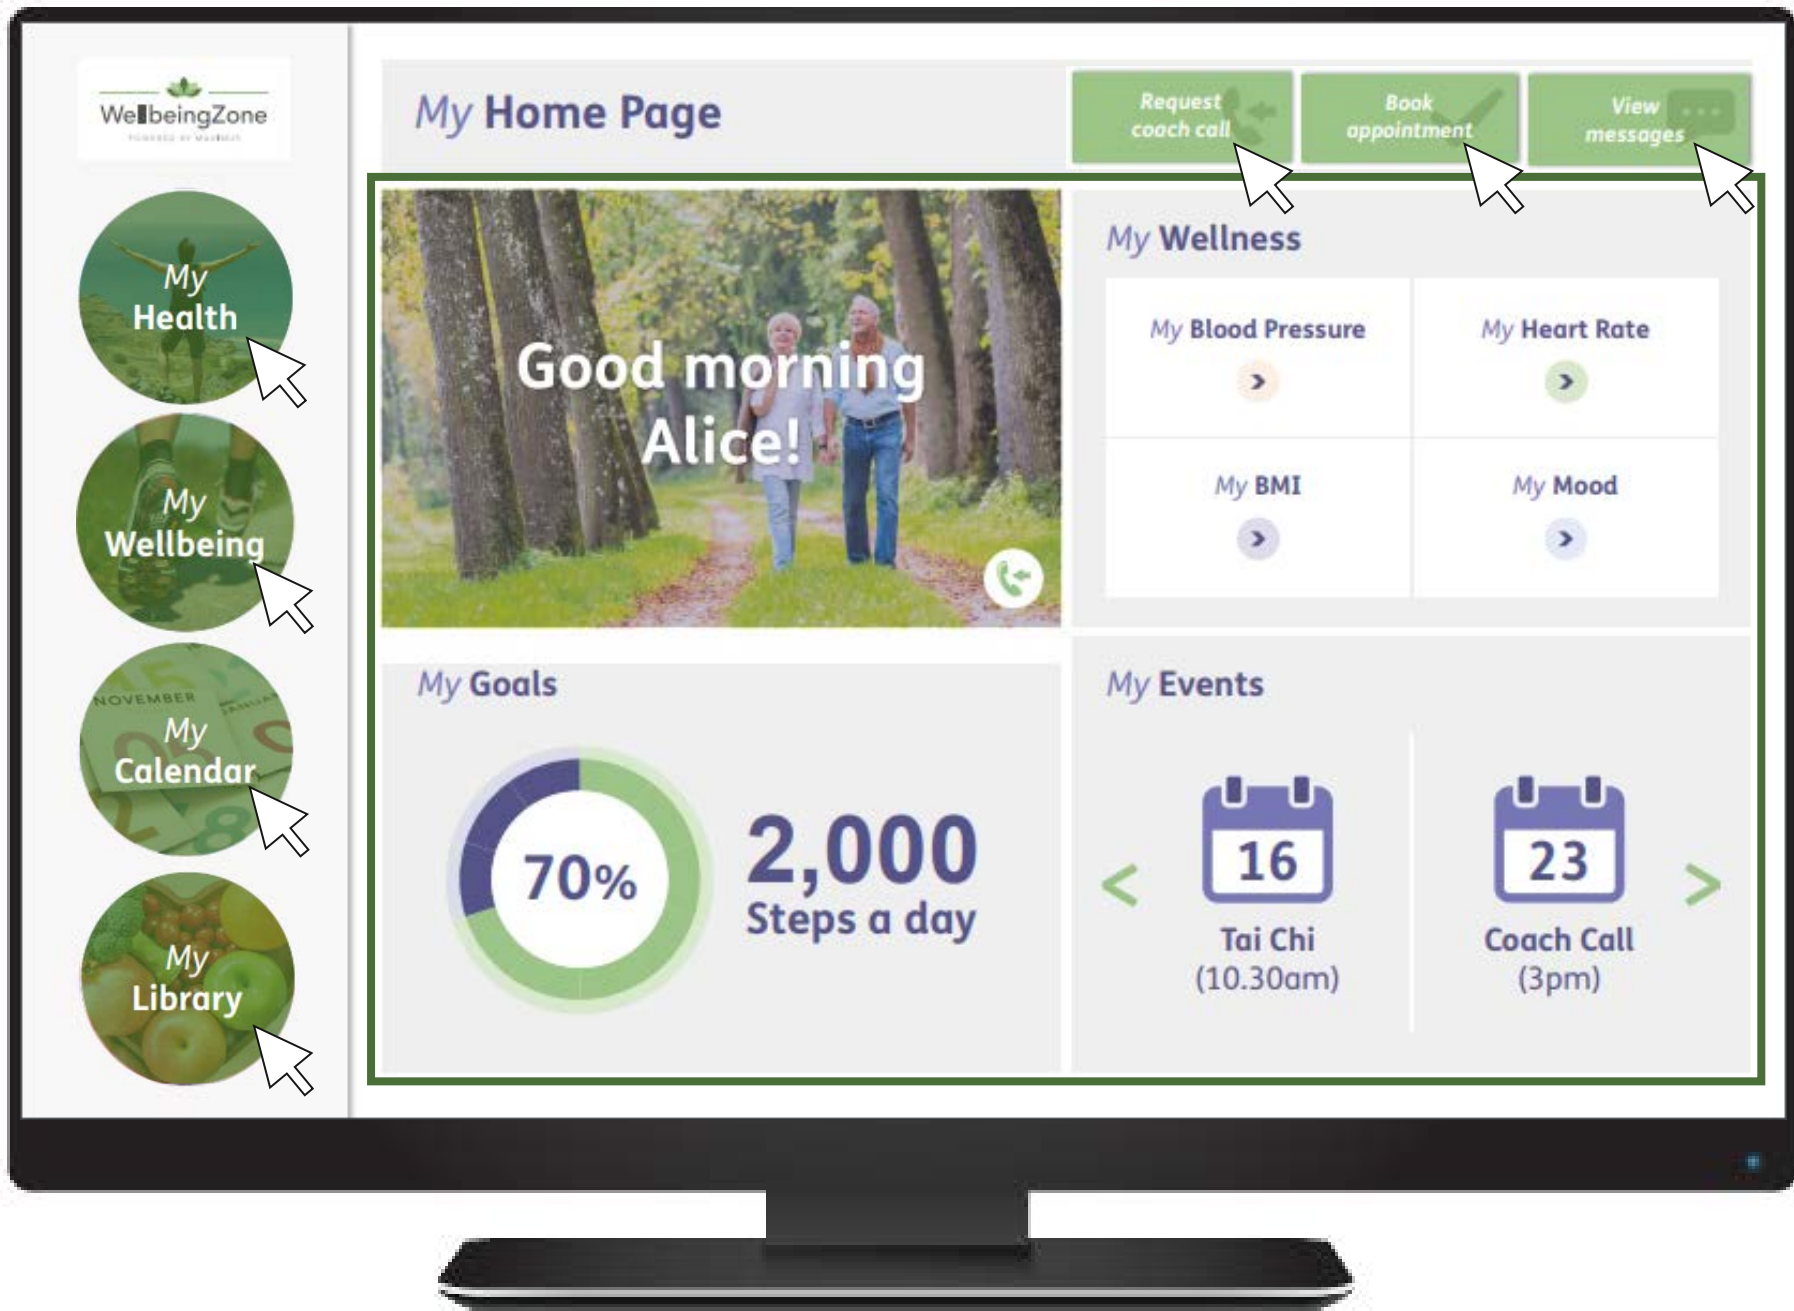 WellbeingZone
My Home Page
Request
coach call
Book
appointment
View
messages
My
Health
My
Wellbeing
NOVEMBER
My
Calendar
My
Library
Good morning
Alice!
My Wellness
My Blood Pressure
My Heart Rate
My BMI
My Mood
My Goals
70%
2,000
Steps a day
My Events
<
16
Tai Chi
(10.30am)
23
Coach Call
(3pm)
>